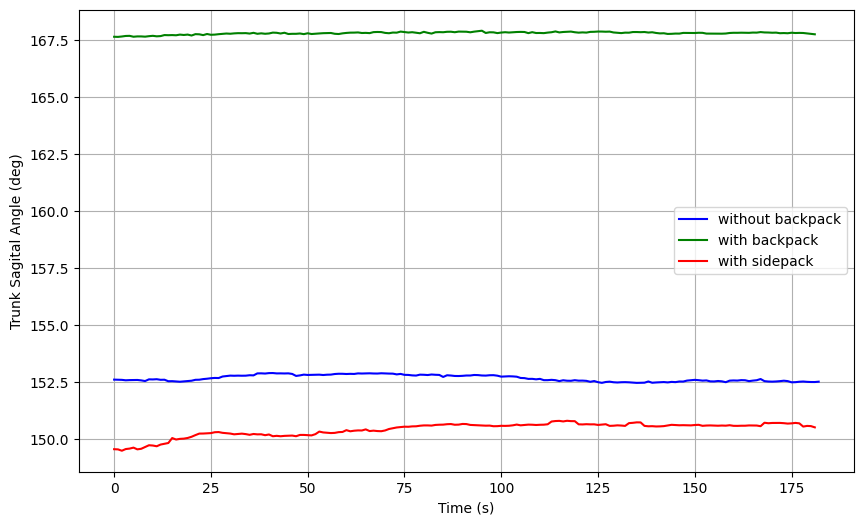 167.5
165.0
162.5
160.0
157.5
155.0
152.5
150.0
Trunk Sagital Angle (deg)
without backpack
with backpack
with sidepack
0 25 50 75 100 125 150 175
Time (s)